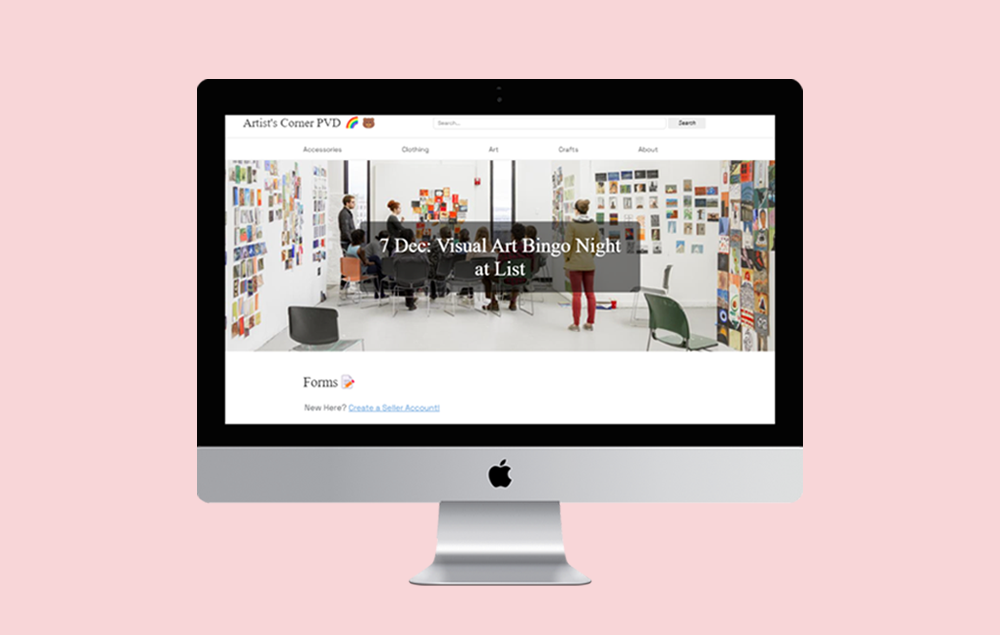 Artist's Corner PVD 🌈 🐻
Search...
Search
Accessories
Clothing
Art
Crafts
About
7 Dec: Visual Art Bingo Night
at List
Forms 📝
New Here? Create a Seller Account!